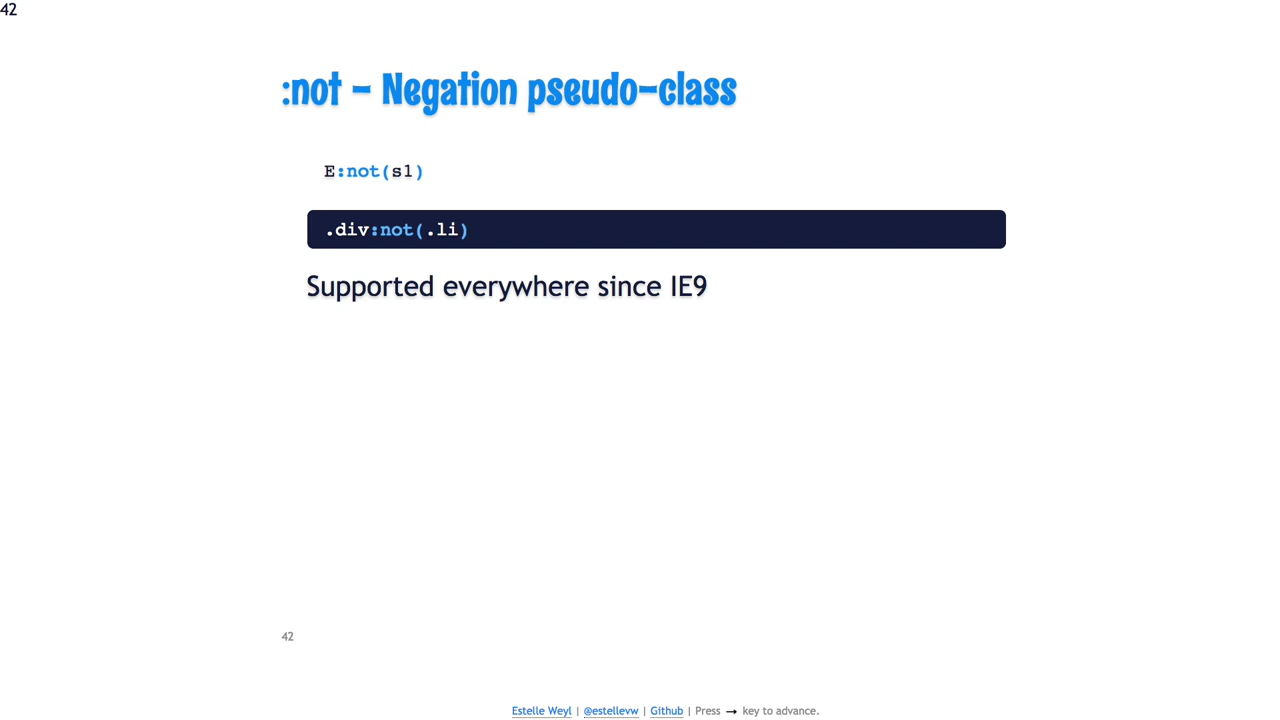 42
:not - Negation pseudo-class
E:not(s1)
.div:not(.li)
Supported everywhere since IE9
42
Estelle Weyl | @estellevw | Github | Press → key to advance.